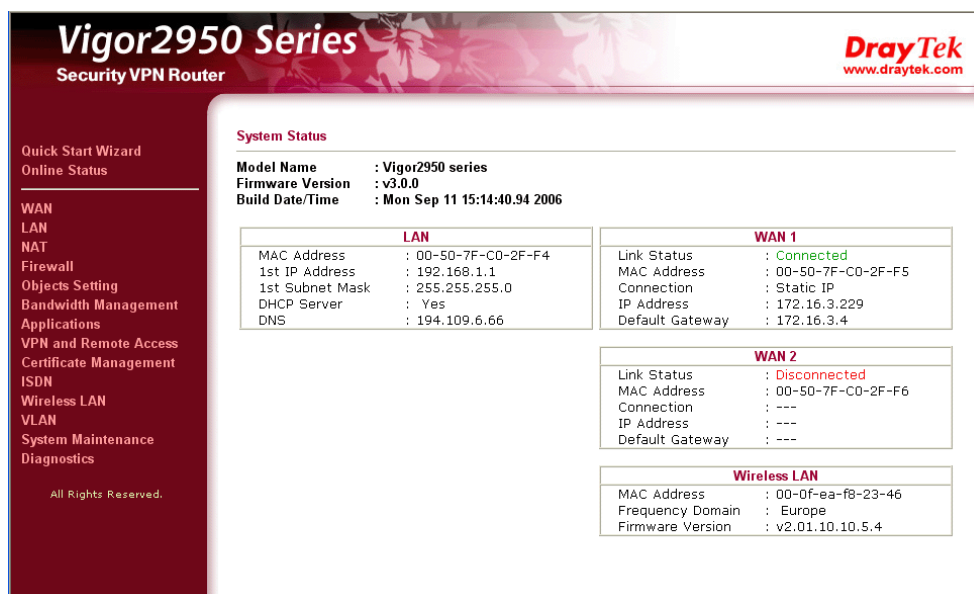 Vigor2950 Series
Security VPN Router
DrayTek
www.draytek.com
Quick Start Wizard
Online Status
WAN
LAN
NAT
Firewall
Objects Setting
Bandwidth Management
Applications
VPN and Remote Access
Certificate Management
ISDN
Wireless LAN
VLAN
System Maintenance
Diagnostics
All Rights Reserved.
System Status
Model Name : Vigor2950 series
Firmware Version : v3.0.0
Build Date/Time : Mon Sep 11 15:14:40.94 2006
LAN
MAC Address : 00-50-7F-C0-2F-F4
1st IP Address : 192.168.1.1
1st Subnet Mask : 255.255.255.0
DHCP Server : Yes
DNS : 194.109.6.66
WAN 1
Link Status : Connected
MAC Address : 00-50-7F-C0-2F-F5
Connection : Static IP
IP Address : 172.16.3.229
Default Gateway : 172.16.3.4
WAN 2
Link Status : Disconnected
MAC Address : 00-50-7F-C0-2F-F6
Connection : ---
IP Address : ---
Default Gateway : ---
Wireless LAN
MAC Address : 00-0f-ea-f8-23-46
Frequency Domain : Europe
Firmware Version : v2.01.10.10.5.4